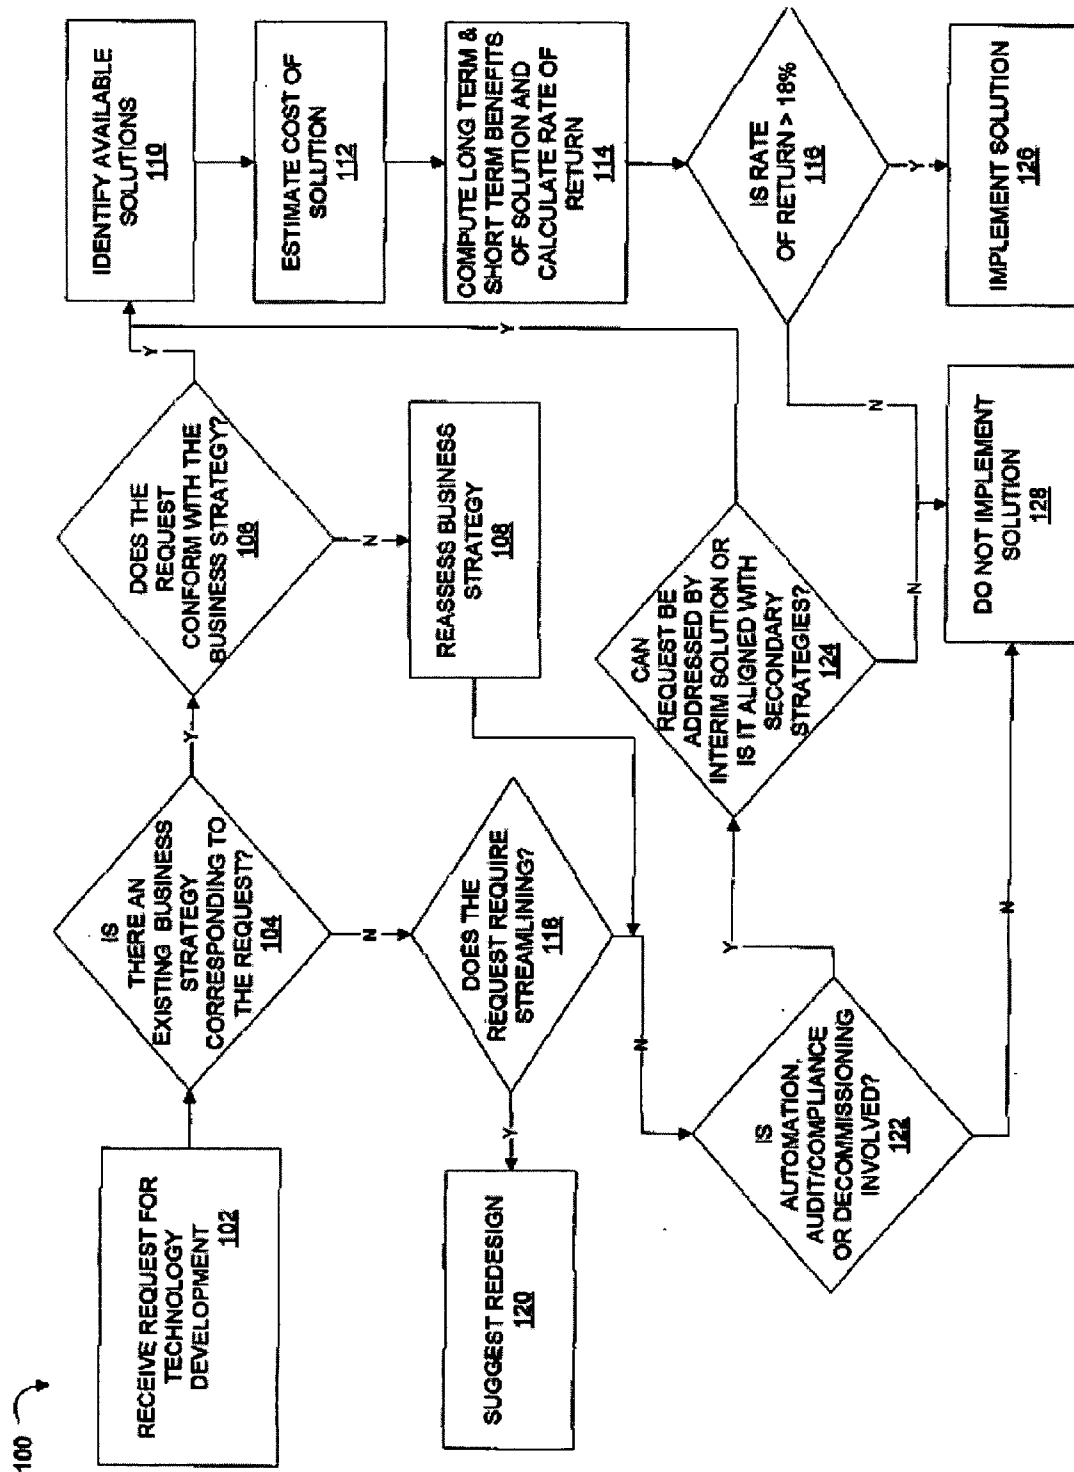 100
RECEIVE REQUEST FOR
TECHNOLOGY
DEVELOPMENT
102
IS
THERE AN
EXISTING BUSINESS
STRATEGY
CORRESPONDING TO
THE REQUEST?
104
Y
N
DOES THE
REQUEST
CONFORM WITH THE
BUSINESS STRATEGY?
106
Y
N
REASSESS BUSINESS
STRATEGY
108
IDENTIFY AVAILABLE
SOLUTIONS
110
ESTIMATE COST OF
SOLUTION
112
COMPUTE LONG TERM &
SHORT TERM BENEFITS
OF SOLUTION AND
CALCULATE RATE OF
RETURN
114
IS RATE
OF RETURN > 18%
116
Y
N
DOES THE
REQUEST REQUIRE
STREAMLINING?
118
Y
N
SUGGEST REDESIGN
120
IS
AUTOMATION,
AUDIT/COMPLIANCE
OR DECOMMISSIONING
INVOLVED?
122
Y
N
CAN
REQUEST BE
ADDRESSED BY
INTERIM SOLUTION OR
IS IT ALIGNED WITH
SECONDARY
STRATEGIES?
124
Y
N
IMPLEMENT SOLUTION
126
DO NOT IMPLEMENT
SOLUTION
128